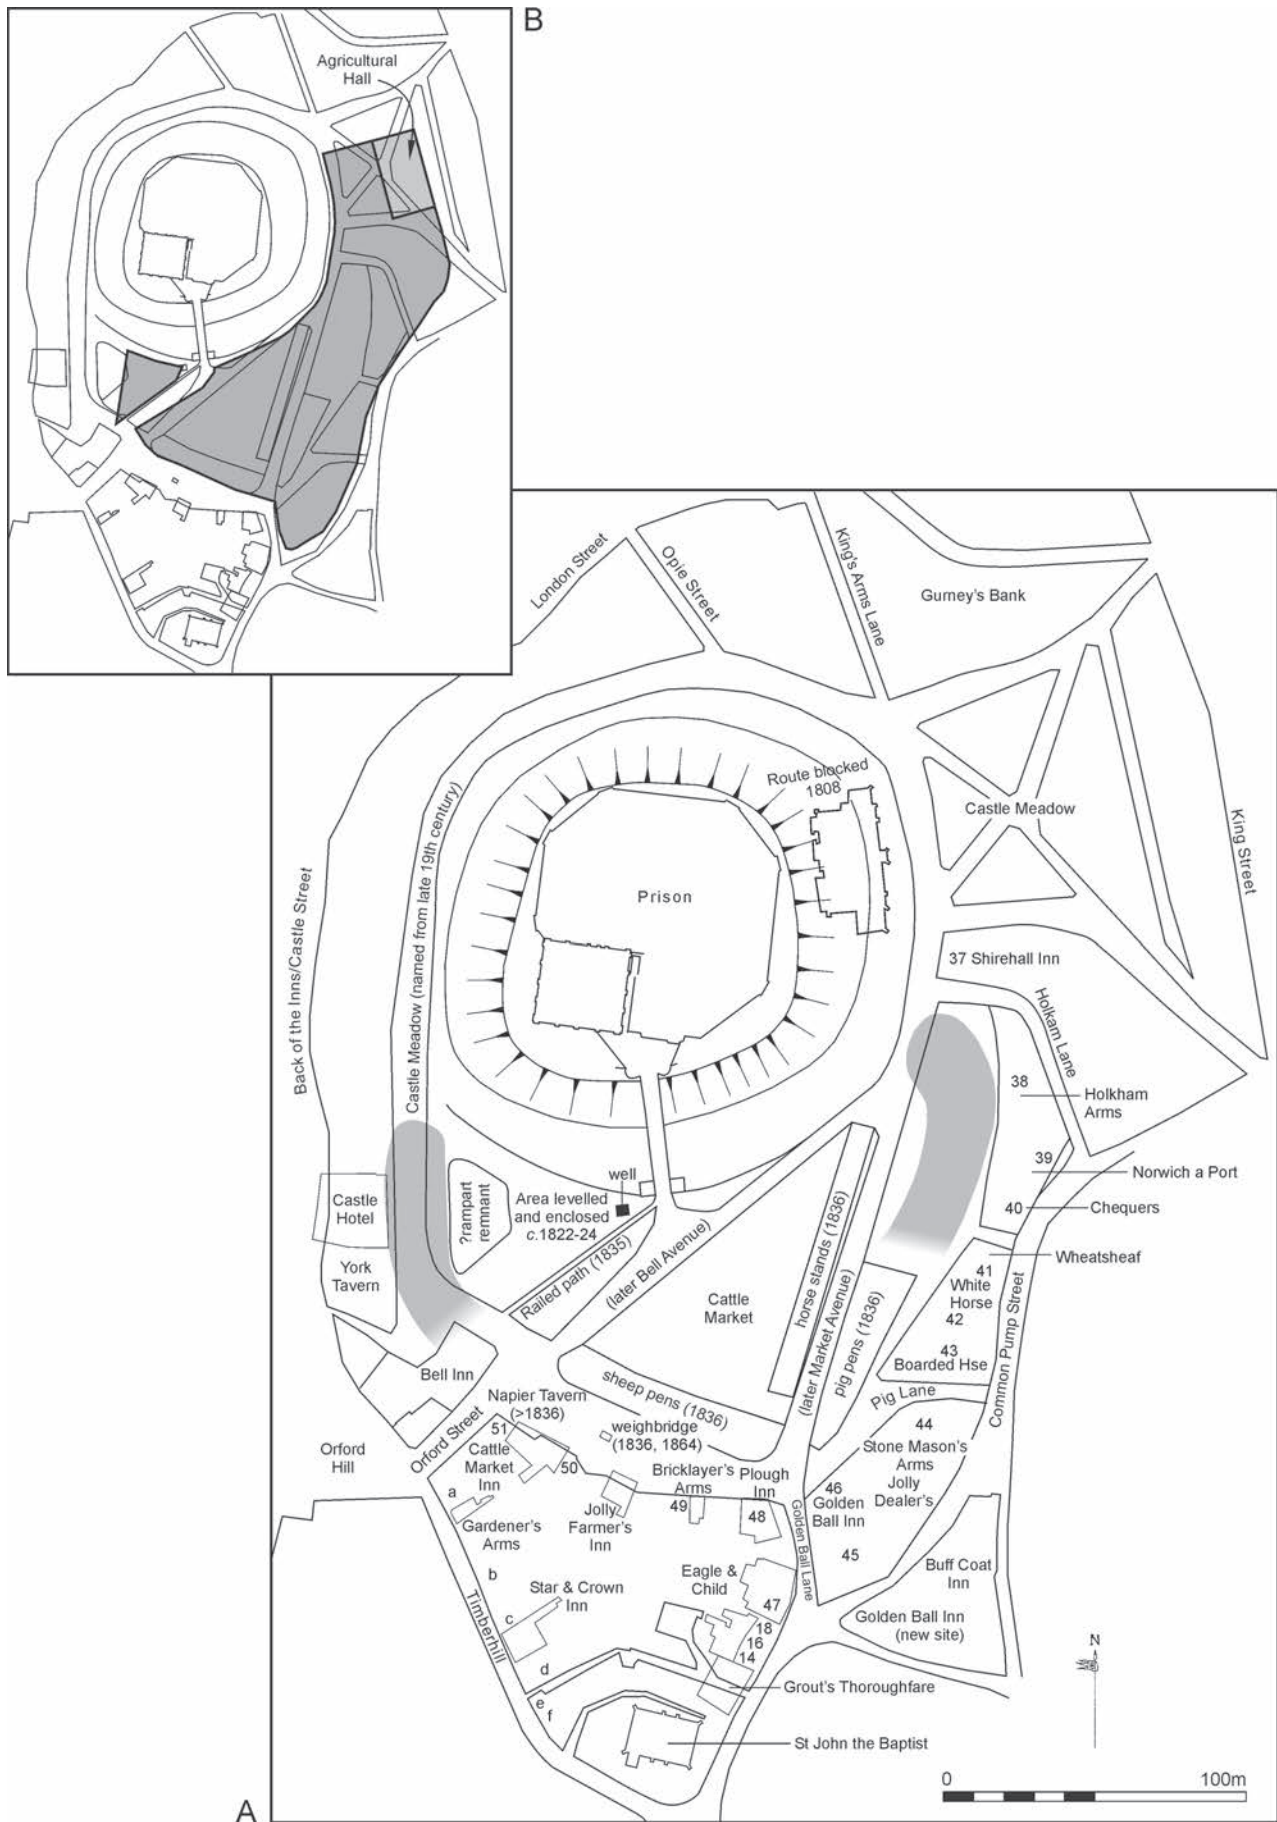 B
Agricultural
Hall
London Street
Opie Street
King's Arms Lane
Gurney's Bank
Route blocked
1808
Castle Meadow
King Street
Prison
Back of the Inns/Castle Street
Castle Meadow (named from late 19th century)
37 Shirehall Inn
Holkam Lane
38
Holkham
Arms
39
Norwich a Port
40
Chequers
Wheatsheaf
Castle
Hotel
York
Tavern
?rampart
remnant
well
Area levelled
and enclosed
c.1822-24
Railed path (1835)
(later Bell Avenue)
Cattle
Market
horse stands (1836)
(later Market Avenue)
pig pens (1836)
41
White
Horse
42
43
Boarded Hse
Common Pump Street
Pig Lane
Bell Inn
sheep pens (1836)
Napier Tavern
(>1836)
weighbridge
(1836, 1864)
Orford Street
Orford
Hill
51
Cattle
Market
Inn
50
Bricklayer's
Arms
49
Plough
Inn
48
44
Stone Mason's
Arms
Jolly
Dealer's
46
Golden
Ball Inn
45
Golden Ball Lane
a
Gardener's
Arms
Jolly
Farmer's
Inn
b
Star & Crown
Inn
c
d
e
f
Timberhill
Eagle &
Child
47
18
16
14
Buff Coat
Inn
Golden Ball Inn
(new site)
Grout's Thoroughfare
St John the Baptist
N
0
100m
A